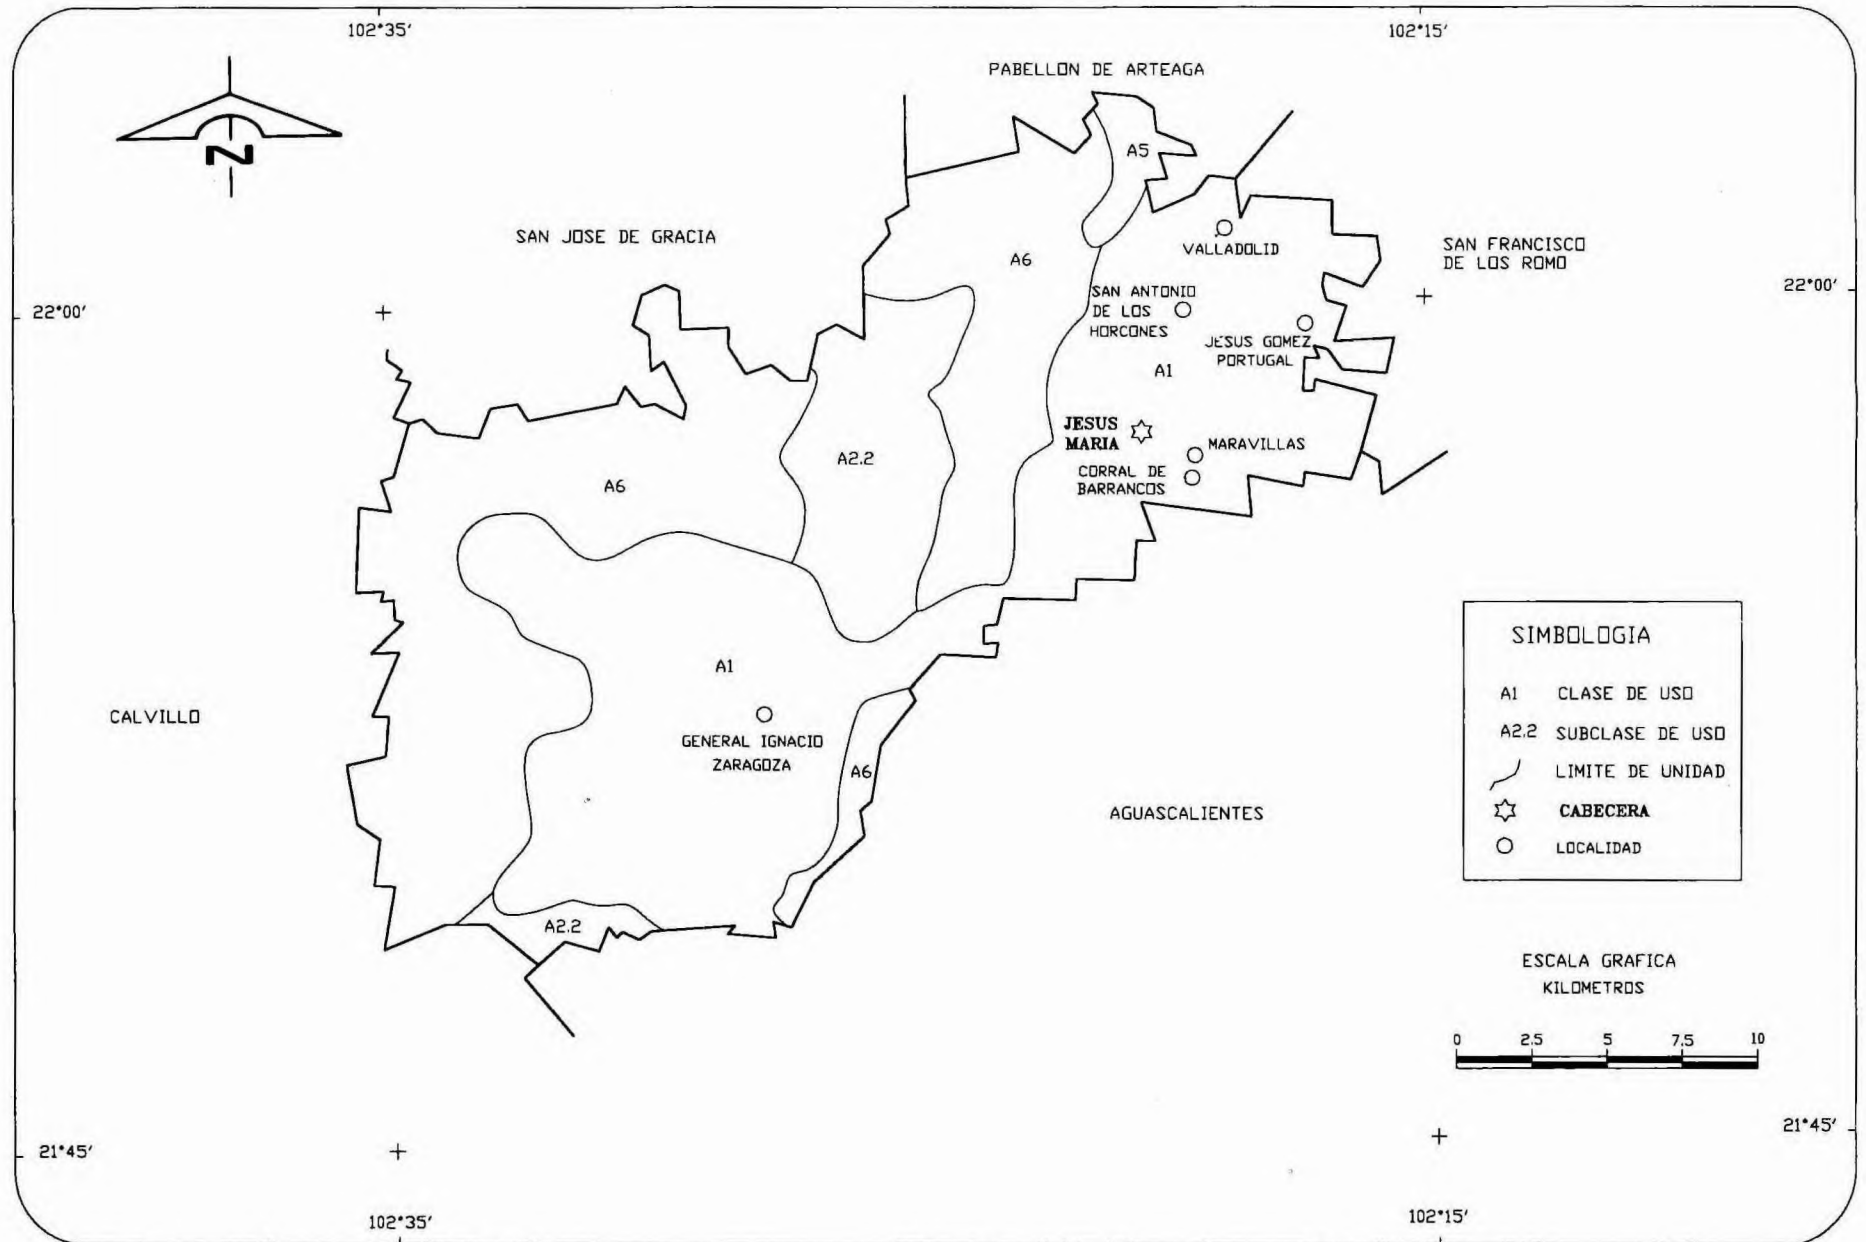 102°35'
102°15'
PABELLON DE ARTEAGA
N
A5
SAN JOSE DE GRACIA
VALLADOLID
SAN FRANCISCO
DE LOS ROMO
A6
22°00'
22°00'
SAN ANTONIO
DE LOS
HORCONES
JESUS GOMEZ
PORTUGAL
A1
JESUS
MARIA
MARAVILLAS
CORRAL DE
BARRANCOS
A2.2
A6
A1
GENERAL IGNACIO
ZARAGOZA
CALVILLO
A6
AGUASCALIENTES
A2.2
SIMBOLOGIA
A1 CLASE DE USO
A2.2 SUBCLASE DE USO
LIMITE DE UNIDAD
CABECERA
LOCALIDAD
ESCALA GRAFICA
KILOMETROS
0 2.5 5 7.5 10
21°45'
21°45'
102°35'
102°15'